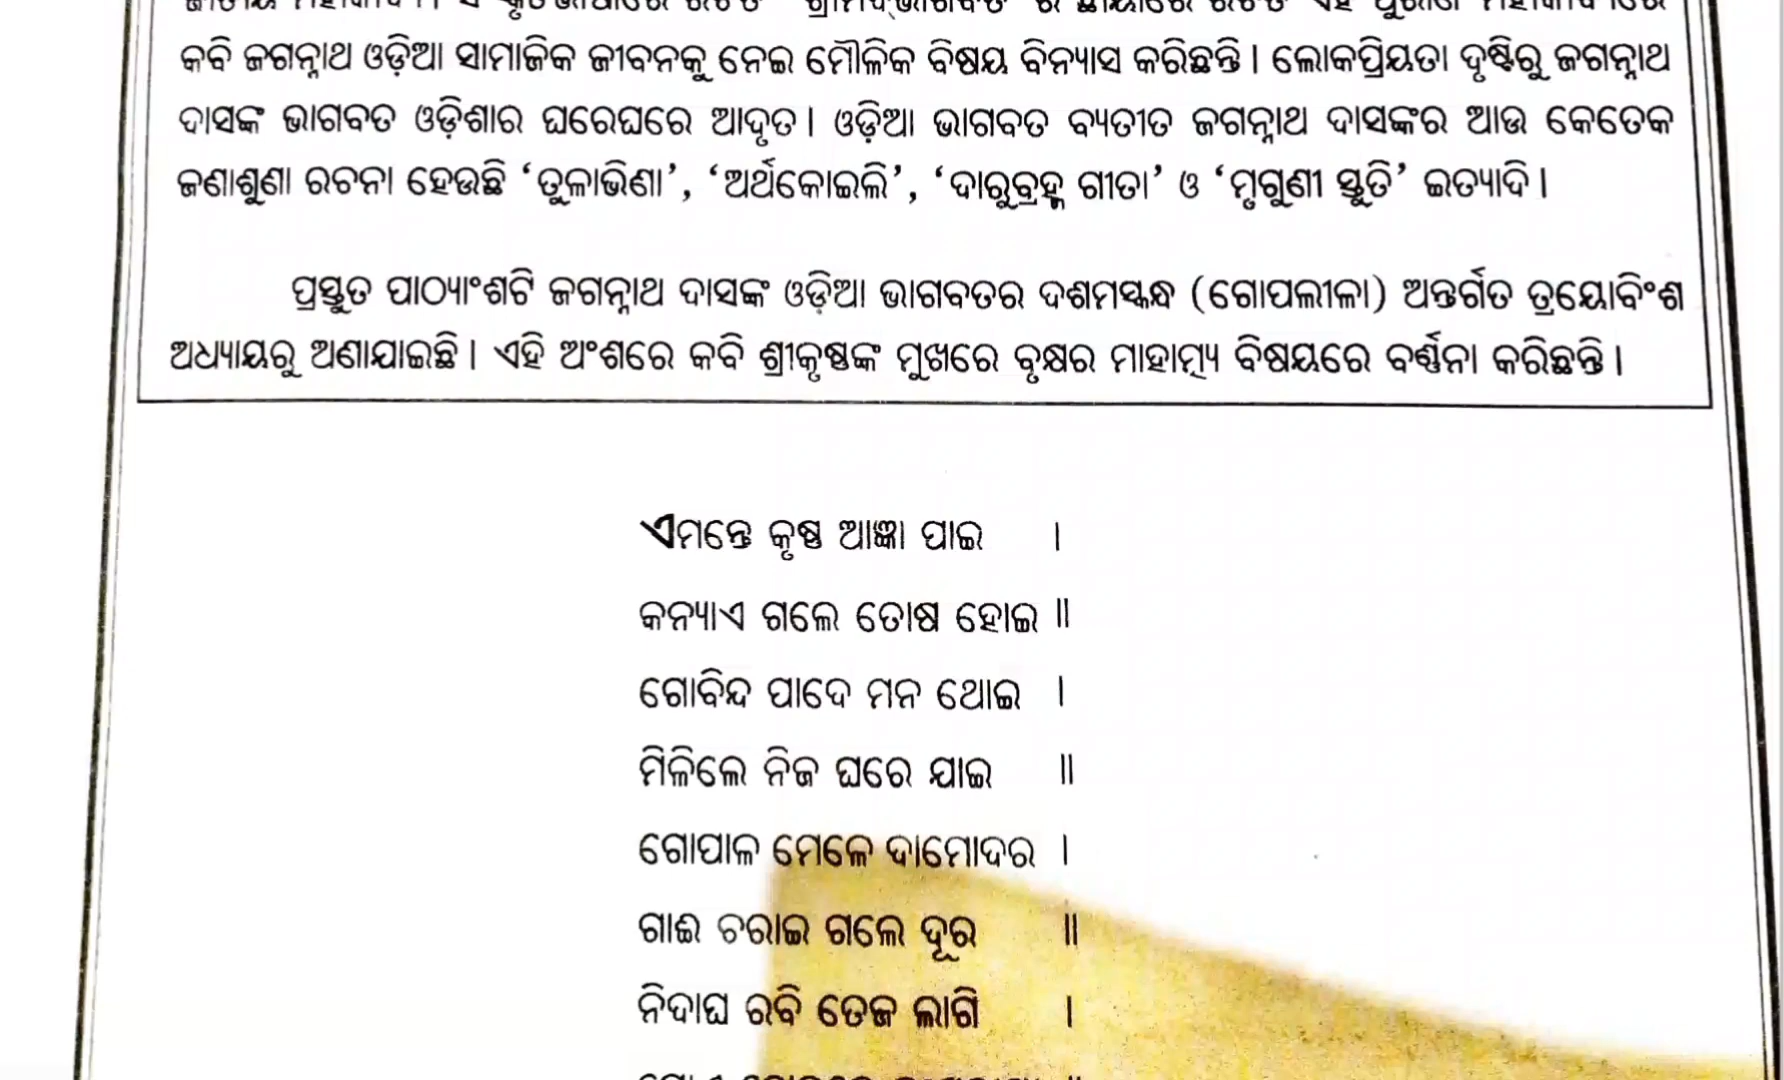 କବି ଜଗନ୍ନାଥ ଓଡ଼ିଆ ସାମାଜିକ ଜୀବନକୁ ନେଇ ମୌଳିକ ବିଷୟ ବିନ୍ୟାସ କରିଛନ୍ତି । ଲୋକପ୍ରିୟତା ଦୃଷ୍ଟିରୁ ଜଗନ୍ନାଥ
ଦାସଙ୍କ ଭାଗବତ ଓଡ଼ିଶାର ଘରେଘରେ ଆଦୃତ । ଓଡ଼ିଆ ଭାଗବତ ବ୍ୟତୀତ ଜଗନ୍ନାଥ ଦାସଙ୍କର ଆଉ କେତେକ
ଜଣାଶୁଣା ରଚନା ହେଉଛି ‘ତୁଳାଭିଣା’, ‘ଅର୍ଥକୋଇଲି’, ‘ଦାରୁବ୍ରହ୍ମ ଗୀତା’ ଓ ‘ମୃଗୁଣୀ ସ୍ତୁତି’ ଇତ୍ୟାଦି ।
ପ୍ରସ୍ତୁତ ପାଠ୍ୟାଂଶଟି ଜଗନ୍ନାଥ ଦାସଙ୍କ ଓଡ଼ିଆ ଭାଗବତର ଦଶମସ୍କନ୍ଧ (ଗୋପଲୀଳା) ଅନ୍ତର୍ଗତ ତ୍ରୟୋବିଂଶ
ଅଧ୍ୟାୟରୁ ଅଣାଯାଇଛି । ଏହି ଅଂଶରେ କବି ଶ୍ରୀକୃଷ୍ଣଙ୍କ ମୁଖରେ ବୃକ୍ଷର ମାହାତ୍ମ୍ୟ ବିଷୟରେ ବର୍ଣ୍ଣନା କରିଛନ୍ତି ।
ଏମନ୍ତେ କୃଷ୍ଣ ଆଜ୍ଞା ପାଇ ।
କନ୍ୟାଏ ଗଲେ ତୋଷ ହୋଇ ॥
ଗୋବିନ୍ଦ ପାଦେ ମନ ଥୋଇ ।
ମିଳିଲେ ନିଜ ଘରେ ଯାଇ ॥
ଗୋପାଳ ମେଳେ ଦାମୋଦର ।
ଗାଈ ଚରାଇ ଗଲେ ଦୂର ॥
ନିଦାଘ ରବି ତେଜ ଲାଗି ।